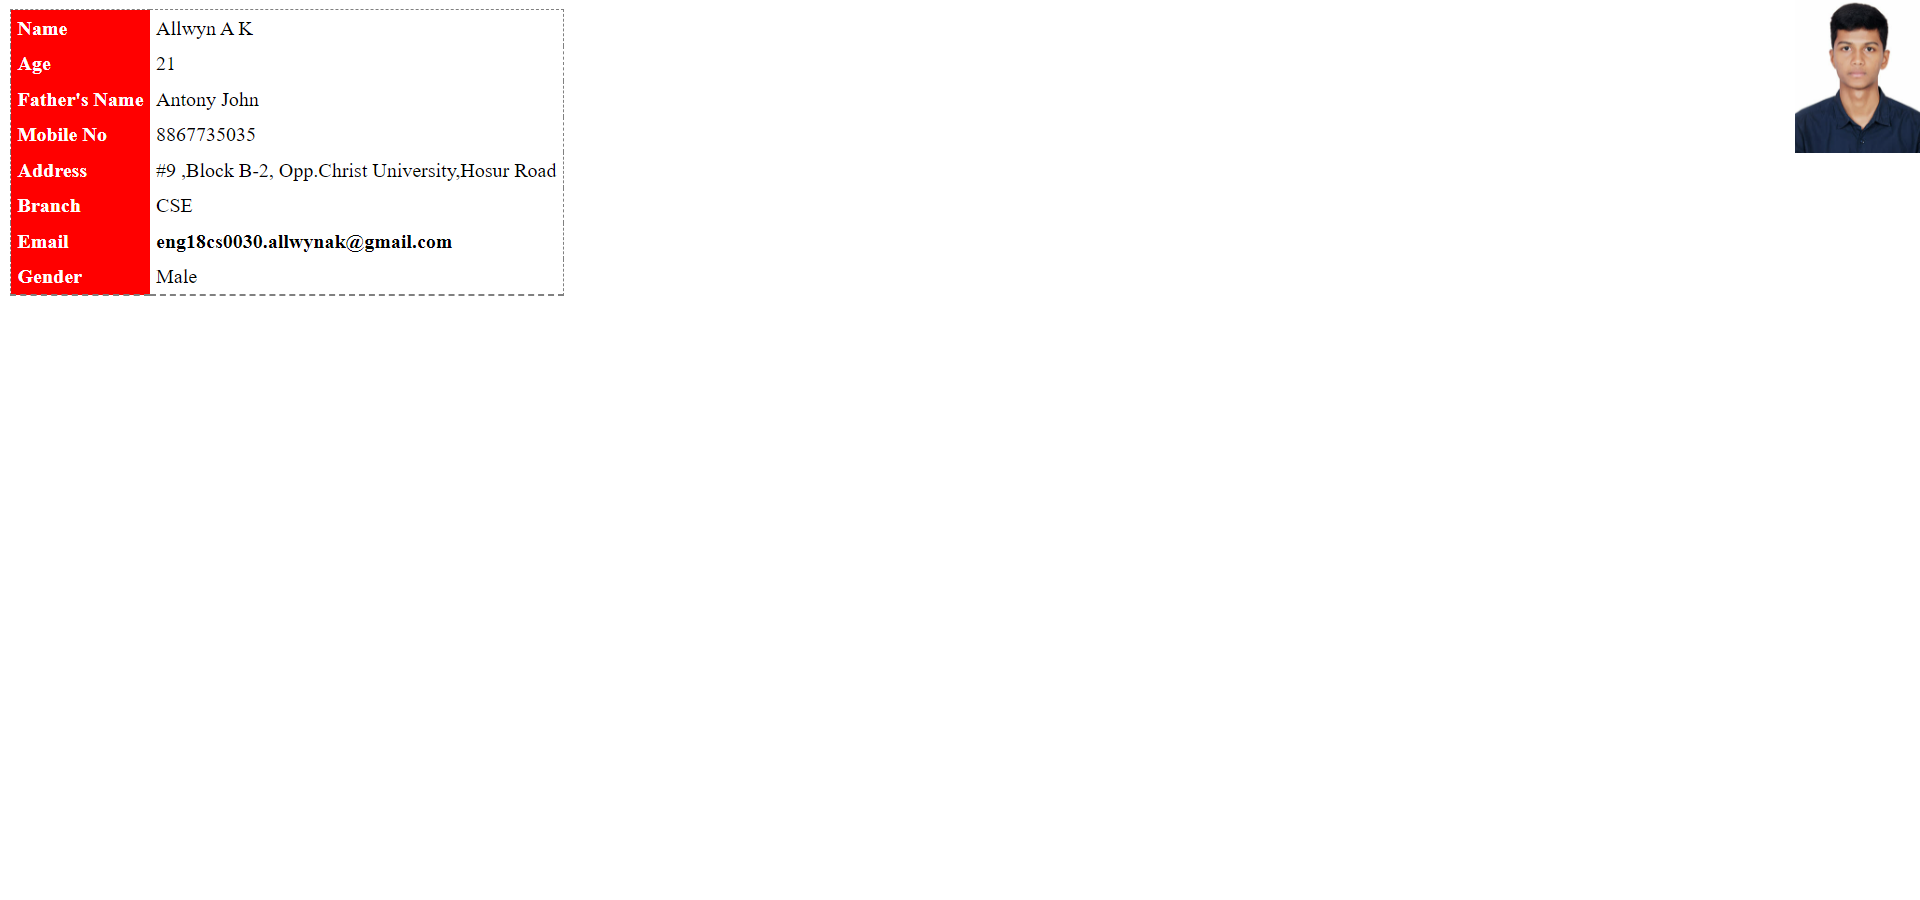 Name Allwyn A K
Age 21
Father's Name Antony John
Mobile No 8867735035
Address #9 ,Block B-2, Opp.Christ University,Hosur Road
Branch CSE
Email eng18cs0030.allwynak@gmail.com
Gender Male